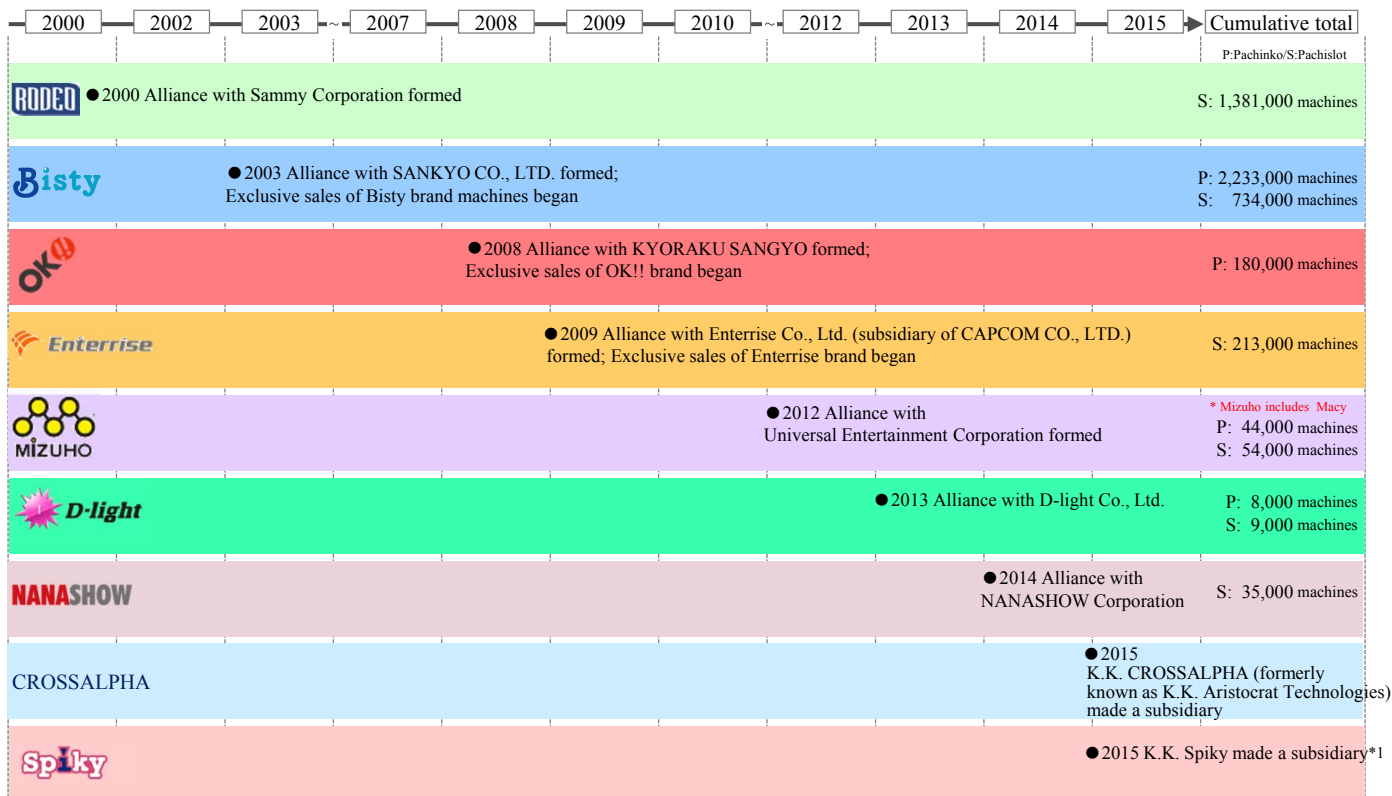 2000 2002 2003 ~ 2007 2008 2009 2010 ~ 2012 2013 2014 2015 Cumulative total
P:Pachinko/S:Pachislot
RODEO
●2000 Alliance with Sammy Corporation formed
S: 1,381,000 machines
Bisty
●2003 Alliance with SANKYO CO., LTD. formed;
Exclusive sales of Bisty brand machines began
P: 2,233,000 machines
S: 734,000 machines
OK!!
●2008 Alliance with KYORAKU SANGYO formed;
Exclusive sales of OK!! brand began
P: 180,000 machines
Enterrise
●2009 Alliance with Enterrise Co., Ltd. (subsidiary of CAPCOM CO., LTD.)
formed; Exclusive sales of Enterrise brand began
S: 213,000 machines
MIZUHO
●2012 Alliance with
Universal Entertainment Corporation formed
* Mizuho includes Macy
P: 44,000 machines
S: 54,000 machines
D-light
●2013 Alliance with D-light Co., Ltd.
P: 8,000 machines
S: 9,000 machines
NANASHOW
●2014 Alliance with
NANASHOW Corporation
S: 35,000 machines
CROSSALPHA
●2015
K.K. CROSSALPHA (formerly
known as K.K. Aristocrat Technologies)
made a subsidiary
Spiky
●2015 K.K. Spiky made a subsidiary*1